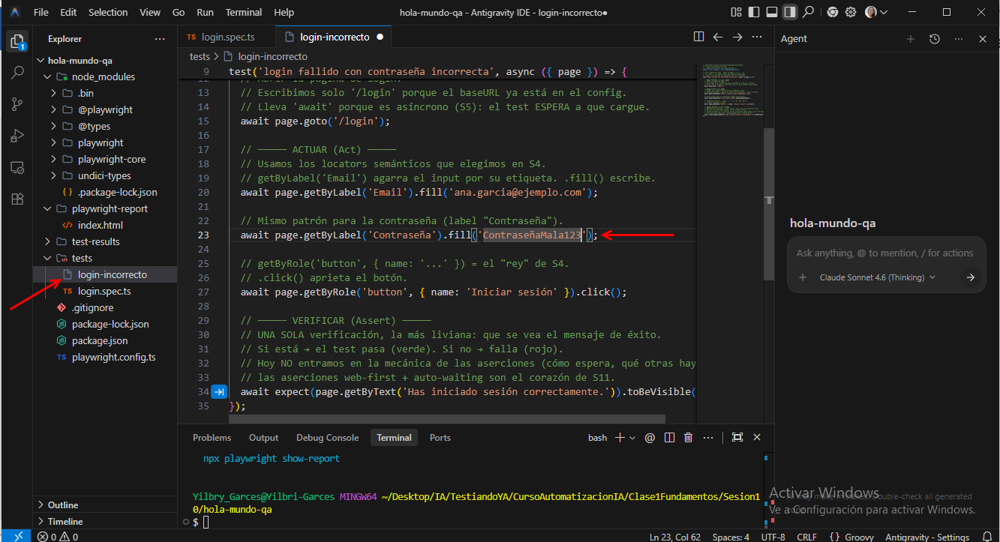 File Edit Selection View Go Run Terminal Help
hola-mundo-qa - Antigravity IDE - login-incorrecto●
Explorer
1
hola-mundo-qa
node_modules
.bin
@playwright
@types
playwright
playwright-core
undici-types
{ } .package-lock.json
playwright-report
index.html
test-results
tests
login-incorrecto
TS login.spec.ts
.gitignore
package-lock.json
package.json
TS playwright.config.ts
Outline
Timeline
TS login.spec.ts login-incorrecto
tests > login-incorrecto
9 test('login fallido con contraseña incorrecta', async ({ page }) => {
13 // Escribimos solo '/login' porque el baseURL ya está en el config.
14 // Lleva 'await' porque es asíncrono (S5): el test ESPERA a que cargue.
15 await page.goto('/login');
16
17 // ───── ACTUAR (Act) ─────
18 // Usamos los locators semánticos que elegimos en S4.
19 // getByLabel('Email') agarra el input por su etiqueta. .fill() escribe.
20 await page.getByLabel('Email').fill('ana.garcia@ejemplo.com');
21
22 // Mismo patrón para la contraseña (label "Contraseña").
23 await page.getByLabel('Contraseña').fill('ContraseñaMala123');
24
25 // getByRole('button', { name: '...' }) = el "rey" de S4.
26 // .click() aprieta el botón.
27 await page.getByRole('button', { name: 'Iniciar sesión' }).click();
28
29 // ───── VERIFICAR (Assert) ─────
30 // UNA SOLA verificación, la más liviana: que se vea el mensaje de éxito.
31 // Si está → el test pasa (verde). Si no → falla (rojo).
32 // Hoy NO entramos en la mecánica de las aserciones (cómo espera, qué otras hay
33 // las aserciones web-first + auto-waiting son el corazón de S11.
34 await expect(page.getByText('Has iniciado sesión correctamente.')).toBeVisible(
35 });
Problems Output Debug Console Terminal Ports
bash
npx playwright show-report
Yilbry_Garces@Yilbri-Garces MINGW64 ~/Desktop/IA/TestiandoYA/CursoAutomatizacionIA/Clase1Fundamentos/Sesion1
0/hola-mundo-qa
$
Agent
hola-mundo-qa
Ask anything, @ to mention, / for actions
Claude Sonnet 4.6 (Thinking)
Double-check all generated
Activar Windows
Ve a Configuración para activar Windows.
0 0
Ln 23, Col 62 Spaces: 4 UTF-8 CRLF { } Groovy Antigravity - Settings